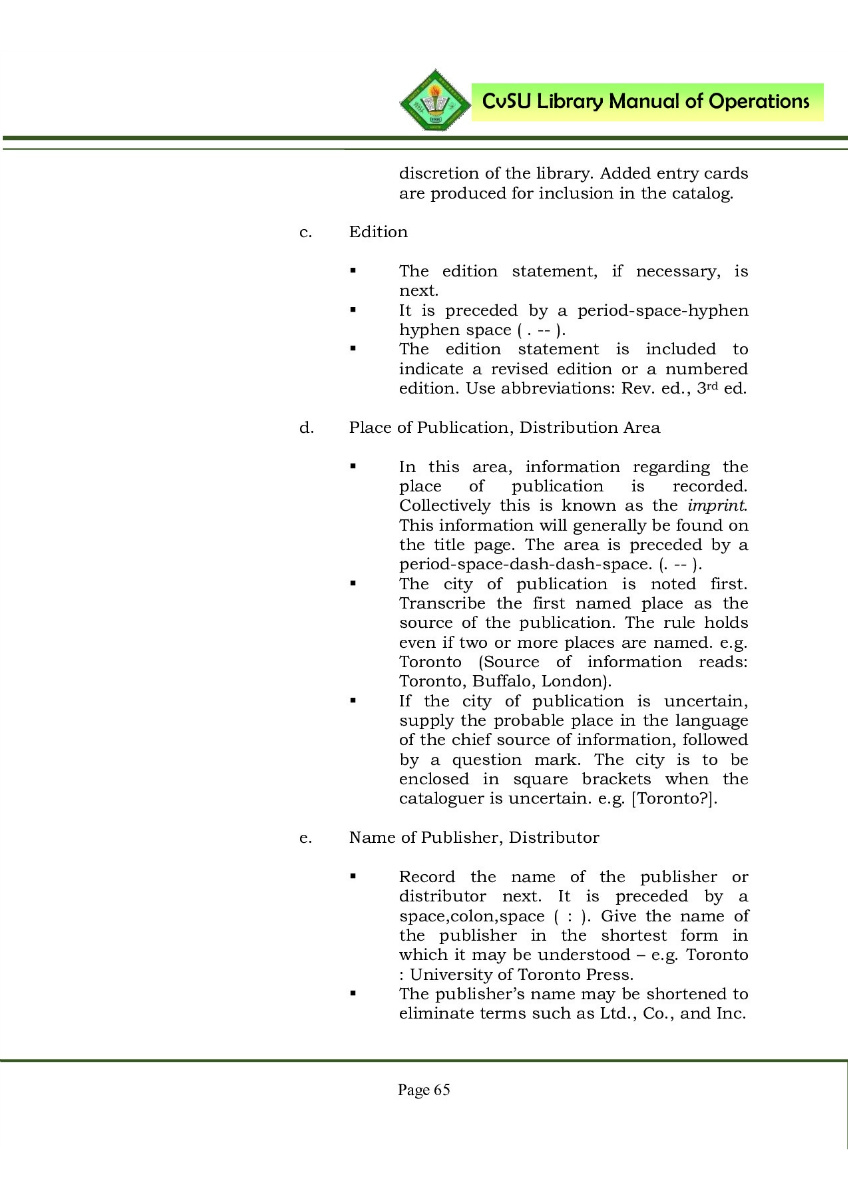 CvSU Library Manual of Operations
discretion of the library. Added entry cards
are produced for inclusion in the catalog.
c. Edition
▪ The edition statement, if necessary, is
next.
▪ It is preceded by a period-space-hyphen
hyphen space ( . -- ).
▪ The edition statement is included to
indicate a revised edition or a numbered
edition. Use abbreviations: Rev. ed., 3rd ed.
d. Place of Publication, Distribution Area
▪ In this area, information regarding the
place of publication is recorded.
Collectively this is known as the imprint.
This information will generally be found on
the title page. The area is preceded by a
period-space-dash-dash-space. (. -- ).
▪ The city of publication is noted first.
Transcribe the first named place as the
source of the publication. The rule holds
even if two or more places are named. e.g.
Toronto (Source of information reads:
Toronto, Buffalo, London).
▪ If the city of publication is uncertain,
supply the probable place in the language
of the chief source of information, followed
by a question mark. The city is to be
enclosed in square brackets when the
cataloguer is uncertain. e.g. [Toronto?].
e. Name of Publisher, Distributor
▪ Record the name of the publisher or
distributor next. It is preceded by a
space,colon,space ( : ). Give the name of
the publisher in the shortest form in
which it may be understood – e.g. Toronto
: University of Toronto Press.
▪ The publisher's name may be shortened to
eliminate terms such as Ltd., Co., and Inc.
Page 65